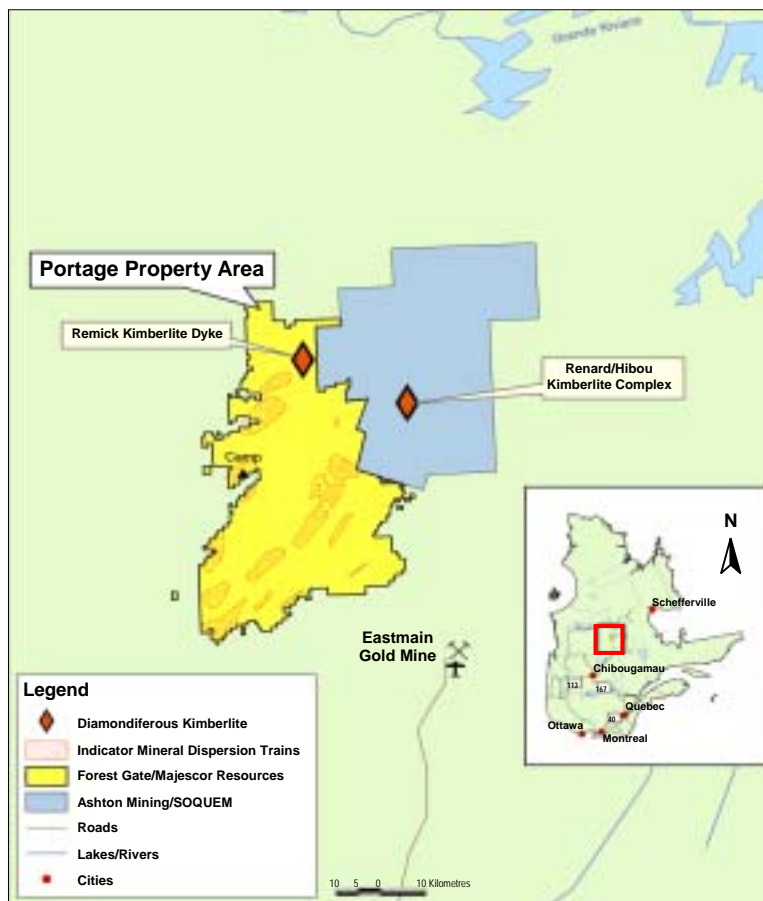 Grande Riviere
Portage Property Area
Remick Kimberlite Dyke
Renard/Hibou
Kimberlite Complex
Camp
Eastmain
Gold Mine
N
Schefferville
Chibougamau
113
167
Quebec
40
Ottawa
Montreal
Legend
Diamondiferous Kimberlite
Indicator Mineral Dispersion Trains
Forest Gate/Majescor Resources
Ashton Mining/SOQUEM
Roads
Lakes/Rivers
Cities
10 5 0 10 Kilometres